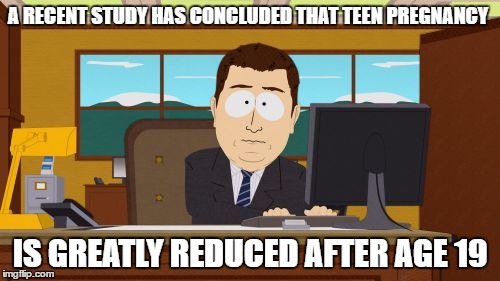 A RECENT STUDY HAS CONCLUDED THAT TEEN PREGNANCY
IS GREATLY REDUCED AFTER AGE 19
imgflip.com